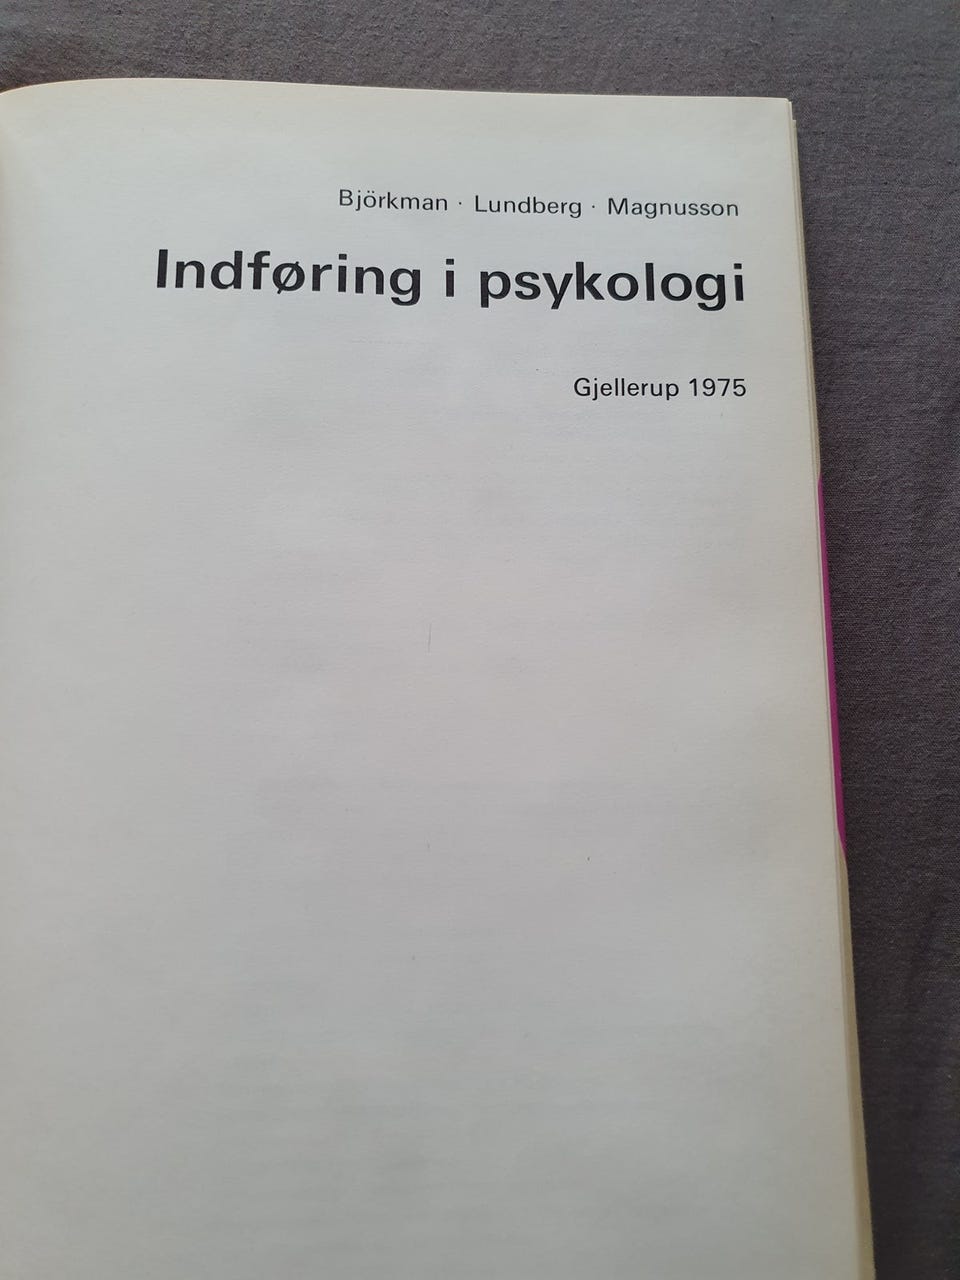 Björkman · Lundberg · Magnusson
Indføring i psykologi
Gjellerup 1975